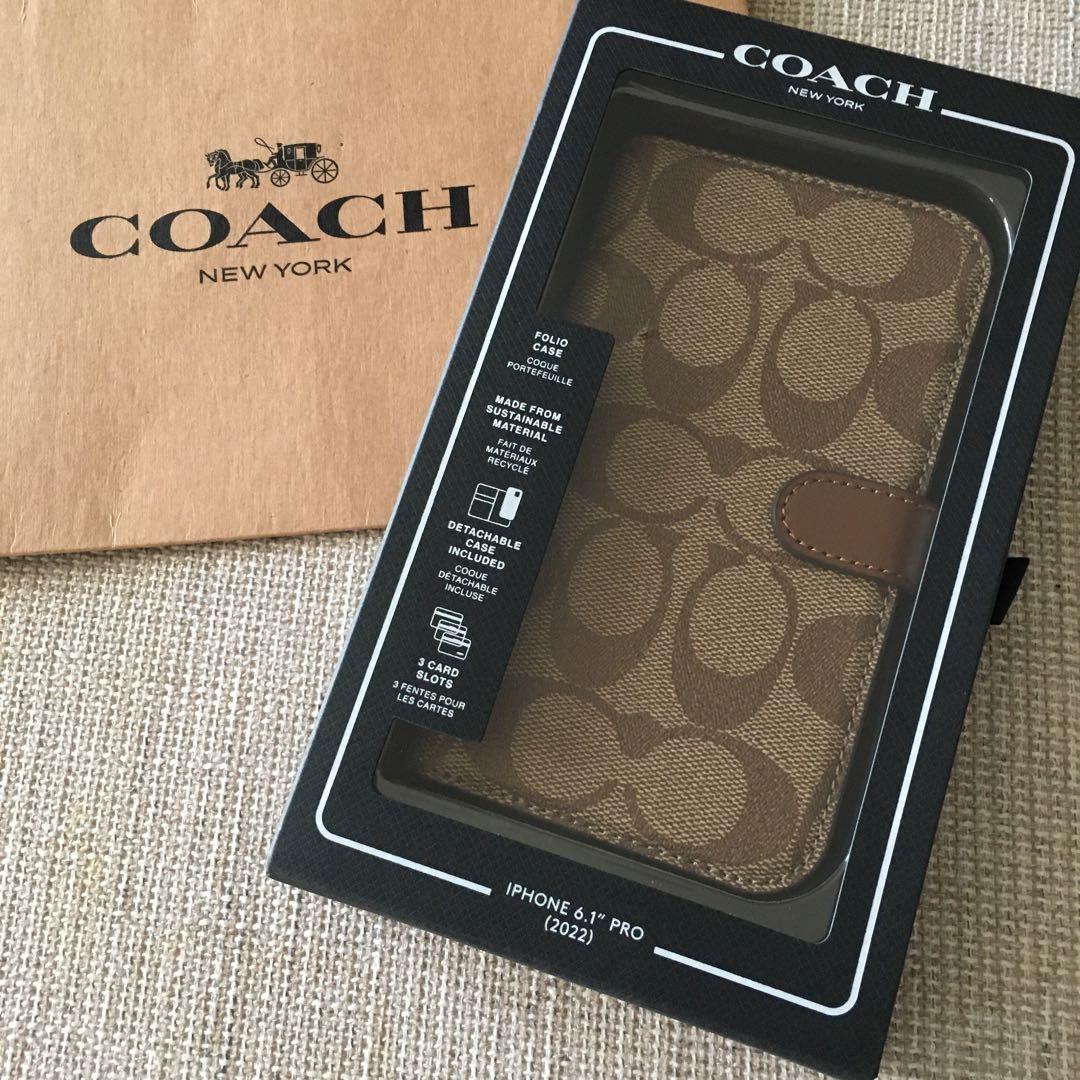 COACH
NEW YORK
COACH
NEW YORK
FOLIO
CASE
COQUE
PORTEFEUILLE
MADE FROM
SUSTAINABLE
MATERIAL
FAIT DE
MATÉRIAUX
RECYCLÉ
DETACHABLE
CASE
INCLUDED
COQUE
DÉTACHABLE
INCLUSE
3 CARD
SLOTS
3 FENTES POUR
LES CARTES
IPHONE 6.1" PRO
(2022)